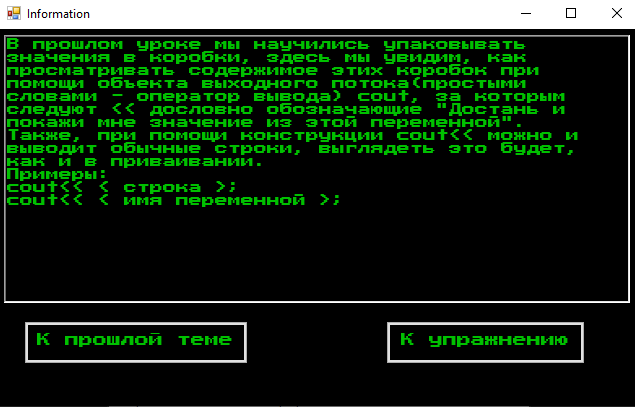 Information
В прошлом уроке мы научились упаковывать
значения в коробки, здесь мы увидим, как
просматривать содержимое этих коробок при
помощи объекта выходного потока(простыми
словами - оператор вывода) cout, за которым
следуют << дословно обозначающие "Достань и
покажи мне значение из этой переменной".
Также, при помощи конструкции cout<< можно и
выводит обычные строки, выглядеть это будет,
как и в приваивании.
Примеры:
cout<< < строка >;
cout<< < имя переменной >;
К прошлой теме
К упражнению